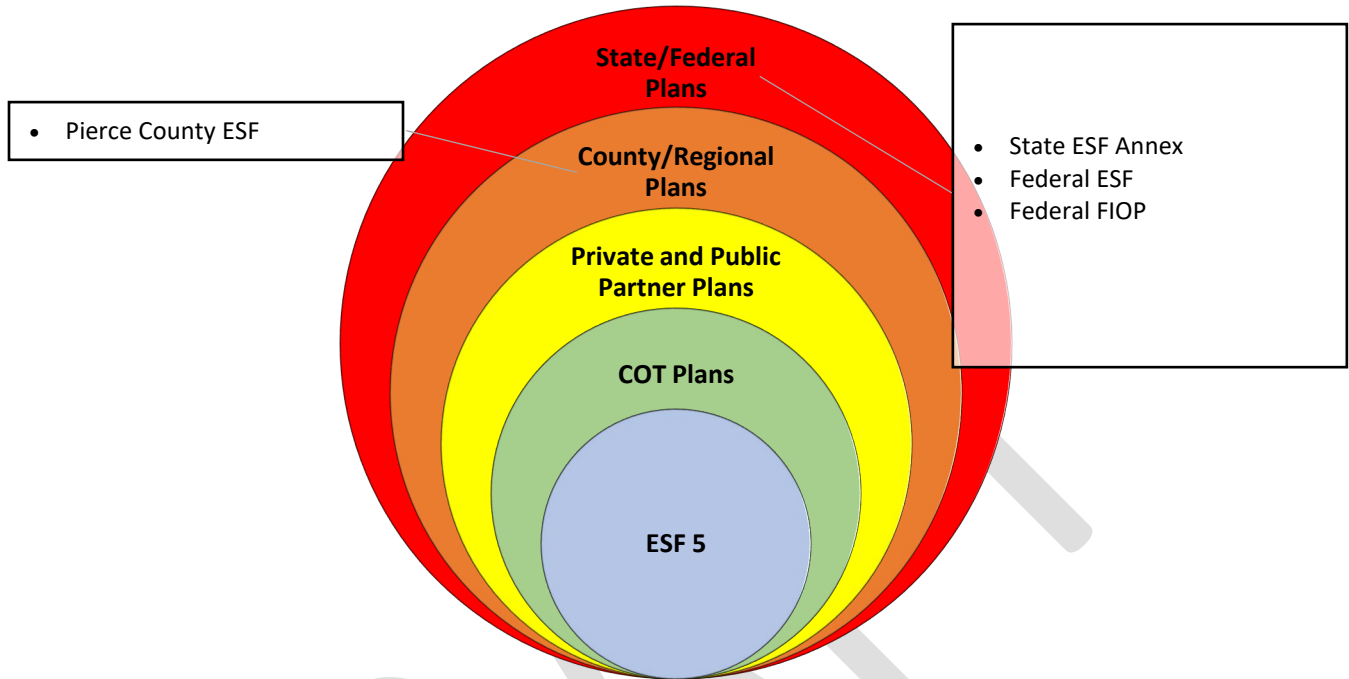 State/Federal
Plans
• Pierce County ESF
County/Regional
Plans
• State ESF Annex
• Federal ESF
• Federal FIOP
Private and Public
Partner Plans
COT Plans
ESF 5